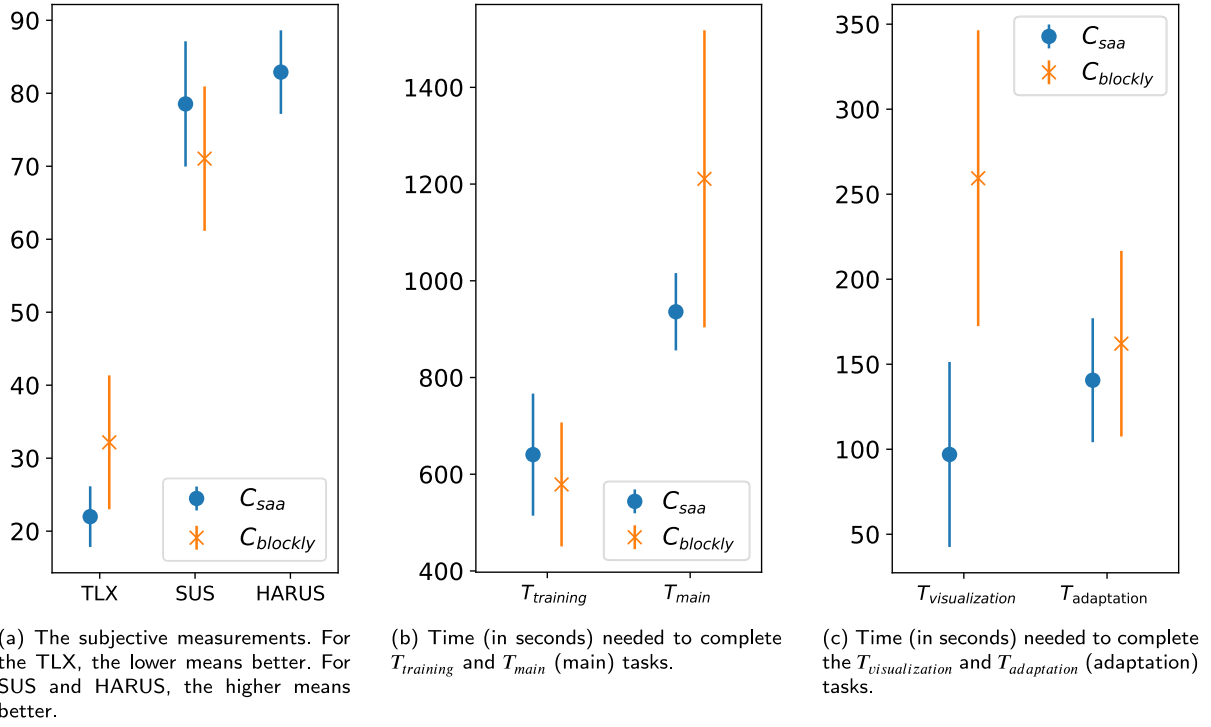 90
80
70
60
50
40
30
20
C_saa
C_blockly
TLX SUS HARUS
(a) The subjective measurements. For
the TLX, the lower means better. For
SUS and HARUS, the higher means
better.
1400
1200
1000
800
600
400
C_saa
C_blockly
T_training T_main
(b) Time (in seconds) needed to complete
T_training and T_main (main) tasks.
350
300
250
200
150
100
50
C_saa
C_blockly
T_visualization T_adaptation
(c) Time (in seconds) needed to complete
the T_visualization and T_adaptation (adaptation)
tasks.